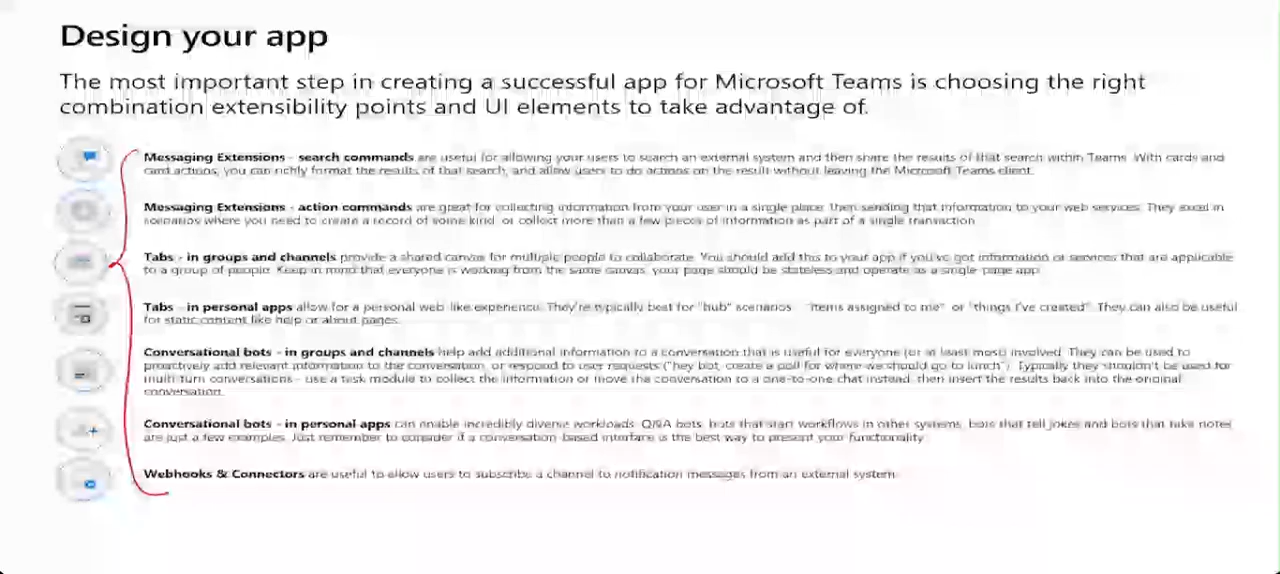 Design your app
The most important step in creating a successful app for Microsoft Teams is choosing the right
combination extensibility points and UI elements to take advantage of.
Messaging Extensions - search commands are useful for allowing your users to search an external system and then share the results of that search within Teams. With cards and
card actions, you can richly format the results of that search, and allow users to do actions on the result without leaving the Microsoft Teams client.
Messaging Extensions - action commands are great for collecting information from your user in a single place, then sending that information to your web services. They excel in
scenarios where you need to create a record of some kind, or collect more than a few pieces of information as part of a single transaction.
Tabs - in groups and channels provide a shared canvas for multiple people to collaborate. You should add this to your app if you've got information or services that are applicable
to a group of people. Keep in mind that everyone is working from the same canvas, your page should be stateless and operate as a single-page app.
Tabs - in personal apps allow for a personal web-like experience. They're typically best for "hub" scenarios - "items assigned to me" or "things I've created". They can also be useful
for static content like help or about pages.
Conversational bots - in groups and channels help add additional information to a conversation that is useful for everyone (or at least most) involved. They can be used to
proactively add relevant information to the conversation, or respond to user requests ("hey bot, create a poll for where we should go to lunch"). Typically they shouldn't be used for
multi-turn conversations - use a task module to collect the information or move the conversation to a one-to-one chat instead, then insert the results back into the original
conversation.
Conversational bots - in personal apps can enable incredibly diverse workloads. Q&A bots, bots that start workflows in other systems, bots that tell jokes and bots that take notes
are just a few examples. Just remember to consider if a conversation-based interface is the best way to present your functionality.
Webhooks & Connectors are useful to allow users to subscribe a channel to notification messages from an external system.